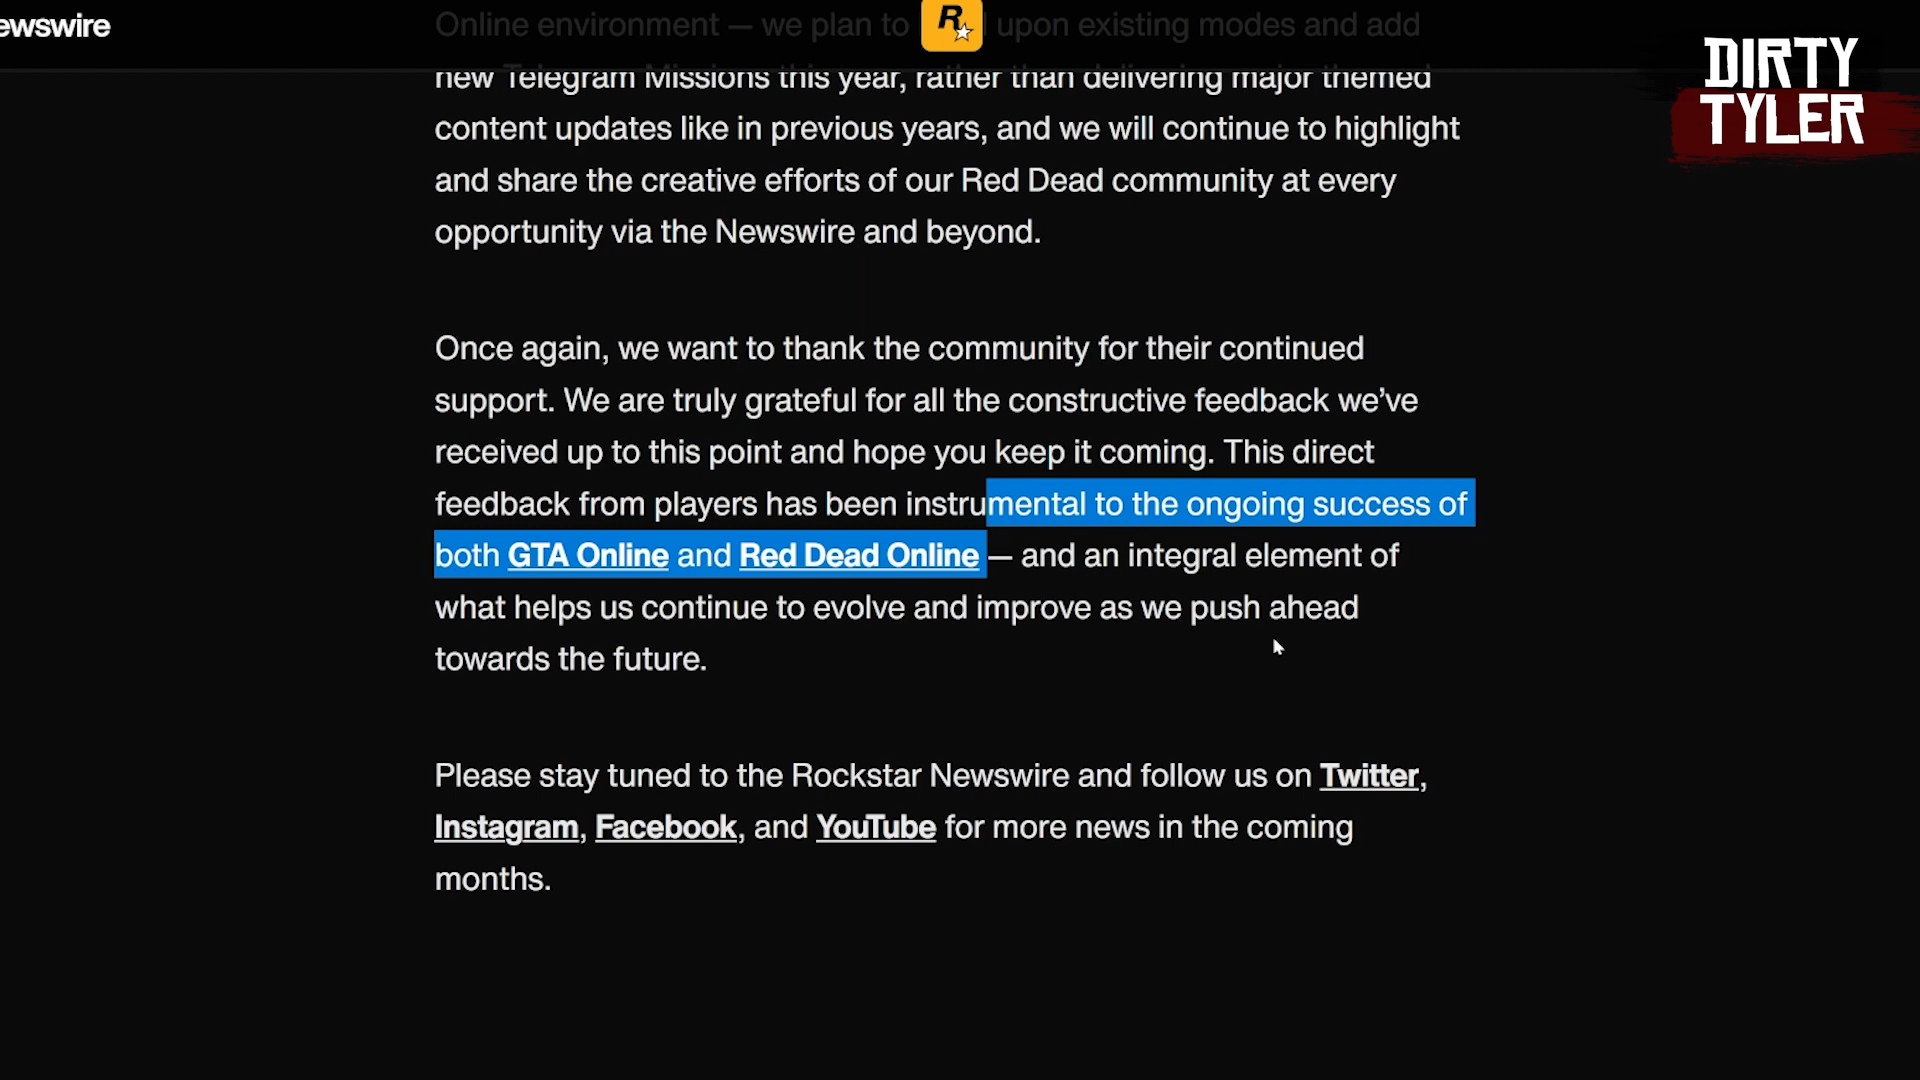 ewswire
Online environment — we plan to upon existing modes and add
R
DIRTY
TYLER
new Telegram Missions this year, rather than delivering major themed
content updates like in previous years, and we will continue to highlight
and share the creative efforts of our Red Dead community at every
opportunity via the Newswire and beyond.
Once again, we want to thank the community for their continued
support. We are truly grateful for all the constructive feedback we’ve
received up to this point and hope you keep it coming. This direct
feedback from players has been instrumental to the ongoing success of
both GTA Online and Red Dead Online — and an integral element of
what helps us continue to evolve and improve as we push ahead
towards the future.
Please stay tuned to the Rockstar Newswire and follow us on Twitter,
Instagram, Facebook, and YouTube for more news in the coming
months.